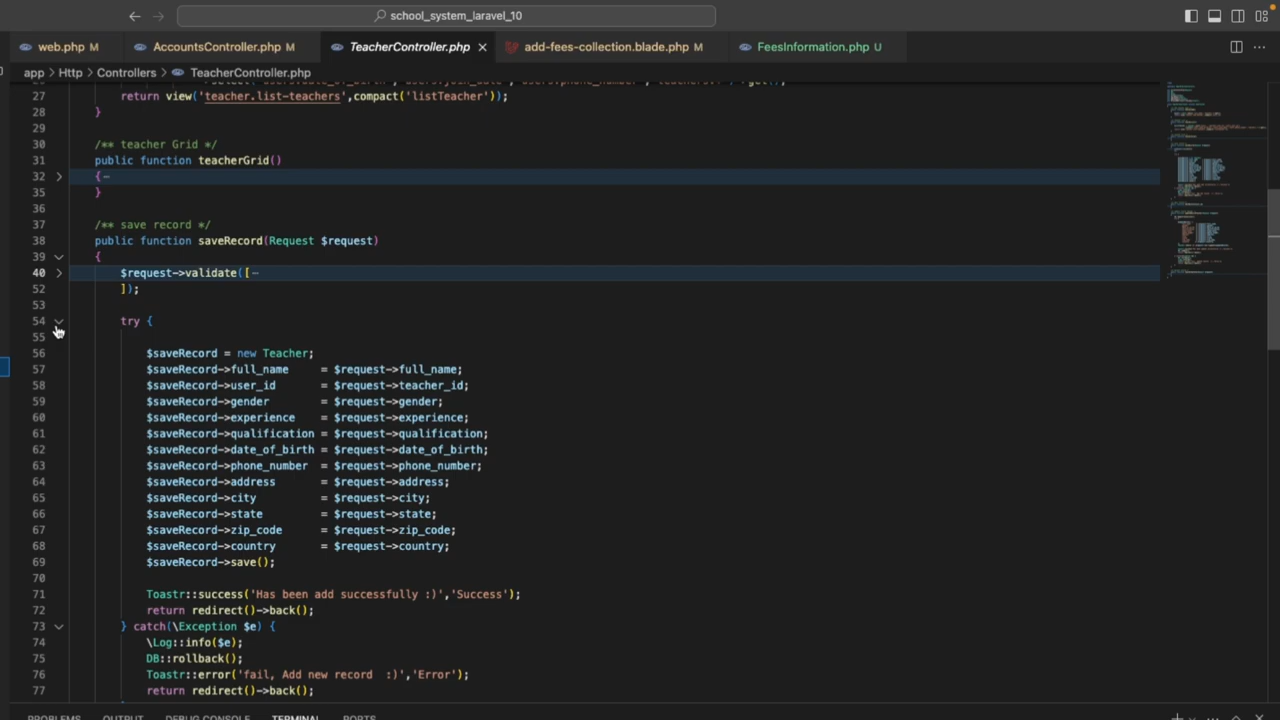 school_system_laravel_10
web.php M
AccountsController.php M
TeacherController.php
add-fees-collection.blade.php M
FeesInformation.php U
app > Http > Controllers > TeacherController.php
27 return view('teacher.list-teachers',compact('listTeacher'));
28 }
29
30 /** teacher Grid */
31 public function teacherGrid()
32 {
35 }
36
37 /** save record */
38 public function saveRecord(Request $request)
39 {
40 $request->validate([
52 ]);
53
54 try {
55
56 $saveRecord = new Teacher;
57 $saveRecord->full_name = $request->full_name;
58 $saveRecord->user_id = $request->teacher_id;
59 $saveRecord->gender = $request->gender;
60 $saveRecord->experience = $request->experience;
61 $saveRecord->qualification = $request->qualification;
62 $saveRecord->date_of_birth = $request->date_of_birth;
63 $saveRecord->phone_number = $request->phone_number;
64 $saveRecord->address = $request->address;
65 $saveRecord->city = $request->city;
66 $saveRecord->state = $request->state;
67 $saveRecord->zip_code = $request->zip_code;
68 $saveRecord->country = $request->country;
69 $saveRecord->save();
70
71 Toastr::success('Has been add successfully :)','Success');
72 return redirect()->back();
73 } catch(\Exception $e) {
74 \Log::info($e);
75 DB::rollback();
76 Toastr::error('fail, Add new record :)','Error');
77 return redirect()->back();
PROBLEMS OUTPUT DEBUG CONSOLE TERMINAL PORTS